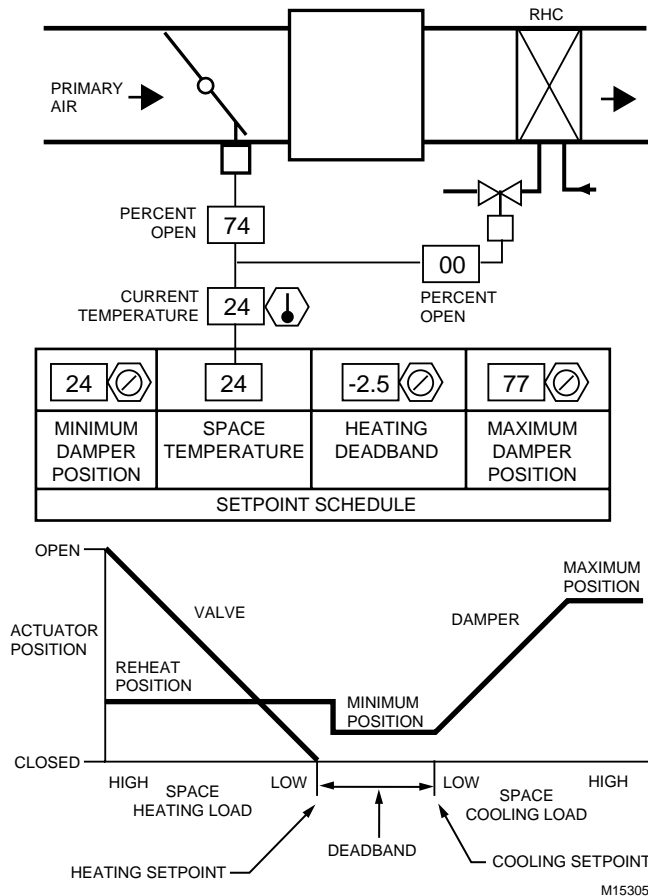 RHC
PRIMARY
AIR
PERCENT
OPEN
74
00
PERCENT
OPEN
CURRENT
TEMPERATURE
24
24
24
-2.5
77
MINIMUM
DAMPER
POSITION
SPACE
TEMPERATURE
HEATING
DEADBAND
MAXIMUM
DAMPER
POSITION
SETPOINT SCHEDULE
OPEN
MAXIMUM
POSITION
VALVE
DAMPER
ACTUATOR
POSITION
REHEAT
POSITION
MINIMUM
POSITION
CLOSED
HIGH
SPACE
HEATING LOAD
LOW
LOW
SPACE
COOLING LOAD
HIGH
DEADBAND
HEATING SETPOINT
COOLING SETPOINT
M15305